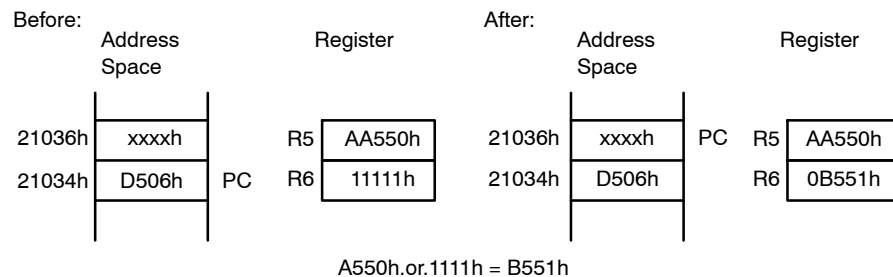 Before:
Address Space
Register
21036h xxxxh R5 AA550h
21034h D506h PC R6 11111h
After:
Address Space
Register
21036h xxxxh PC R5 AA550h
21034h D506h R6 0B551h
A550h.or.1111h = B551h